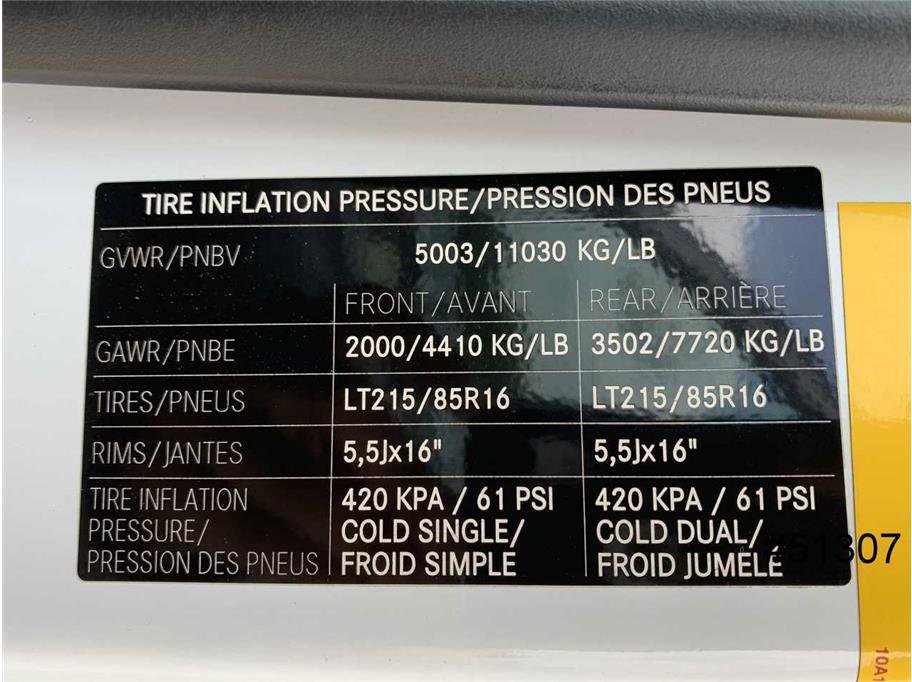 TIRE INFLATION PRESSURE/PRESSION DES PNEUS
GVWR/PNBV 5003/11030 KG/LB
FRONT/AVANT REAR/ARRIÈRE
GAWR/PNBE 2000/4410 KG/LB 3502/7720 KG/LB
TIRES/PNEUS LT215/85R16 LT215/85R16
RIMS/JANTES 5,5Jx16" 5,5Jx16"
TIRE INFLATION 420 KPA / 61 PSI 420 KPA / 61 PSI
PRESSURE/ COLD SINGLE/ COLD DUAL/
PRESSION DES PNEUS FROID SIMPLE FROID JUMELE
#51307
10A1